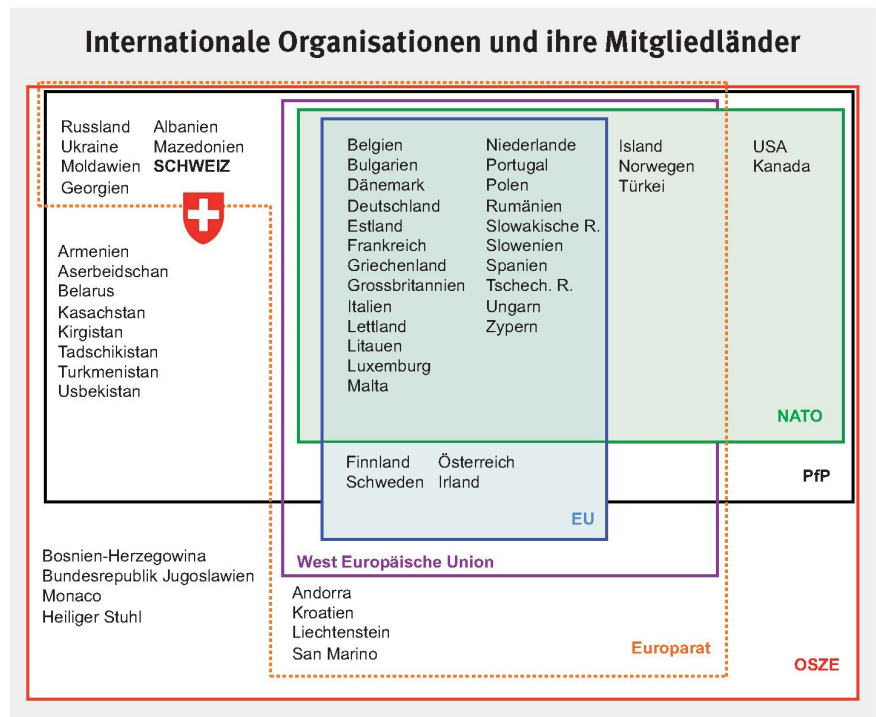 Internationale Organisationen und ihre Mitgliedländer
Russland
Ukraine
Moldawien
Georgien
Albanien
Mazedonien
SCHWEIZ
Armenien
Aserbeidschan
Belarus
Kasachstan
Kirgistan
Tadschikistan
Turkmenistan
Usbekistan
Belgien
Bulgarien
Dänemark
Deutschland
Estland
Frankreich
Griechenland
Grossbritannien
Italien
Lettland
Litauen
Luxemburg
Malta
Niederlande
Portugal
Polen
Rumänien
Slowakische R.
Slowenien
Spanien
Tschech. R.
Ungarn
Zypern
Island
Norwegen
Türkei
USA
Kanada
NATO
Finnland
Schweden
Österreich
Irland
PfP
EU
West Europäische Union
Bosnien-Herzegowina
Bundesrepublik Jugoslawien
Monaco
Heiliger Stuhl
Andorra
Kroatien
Liechtenstein
San Marino
Europarat
OSZE